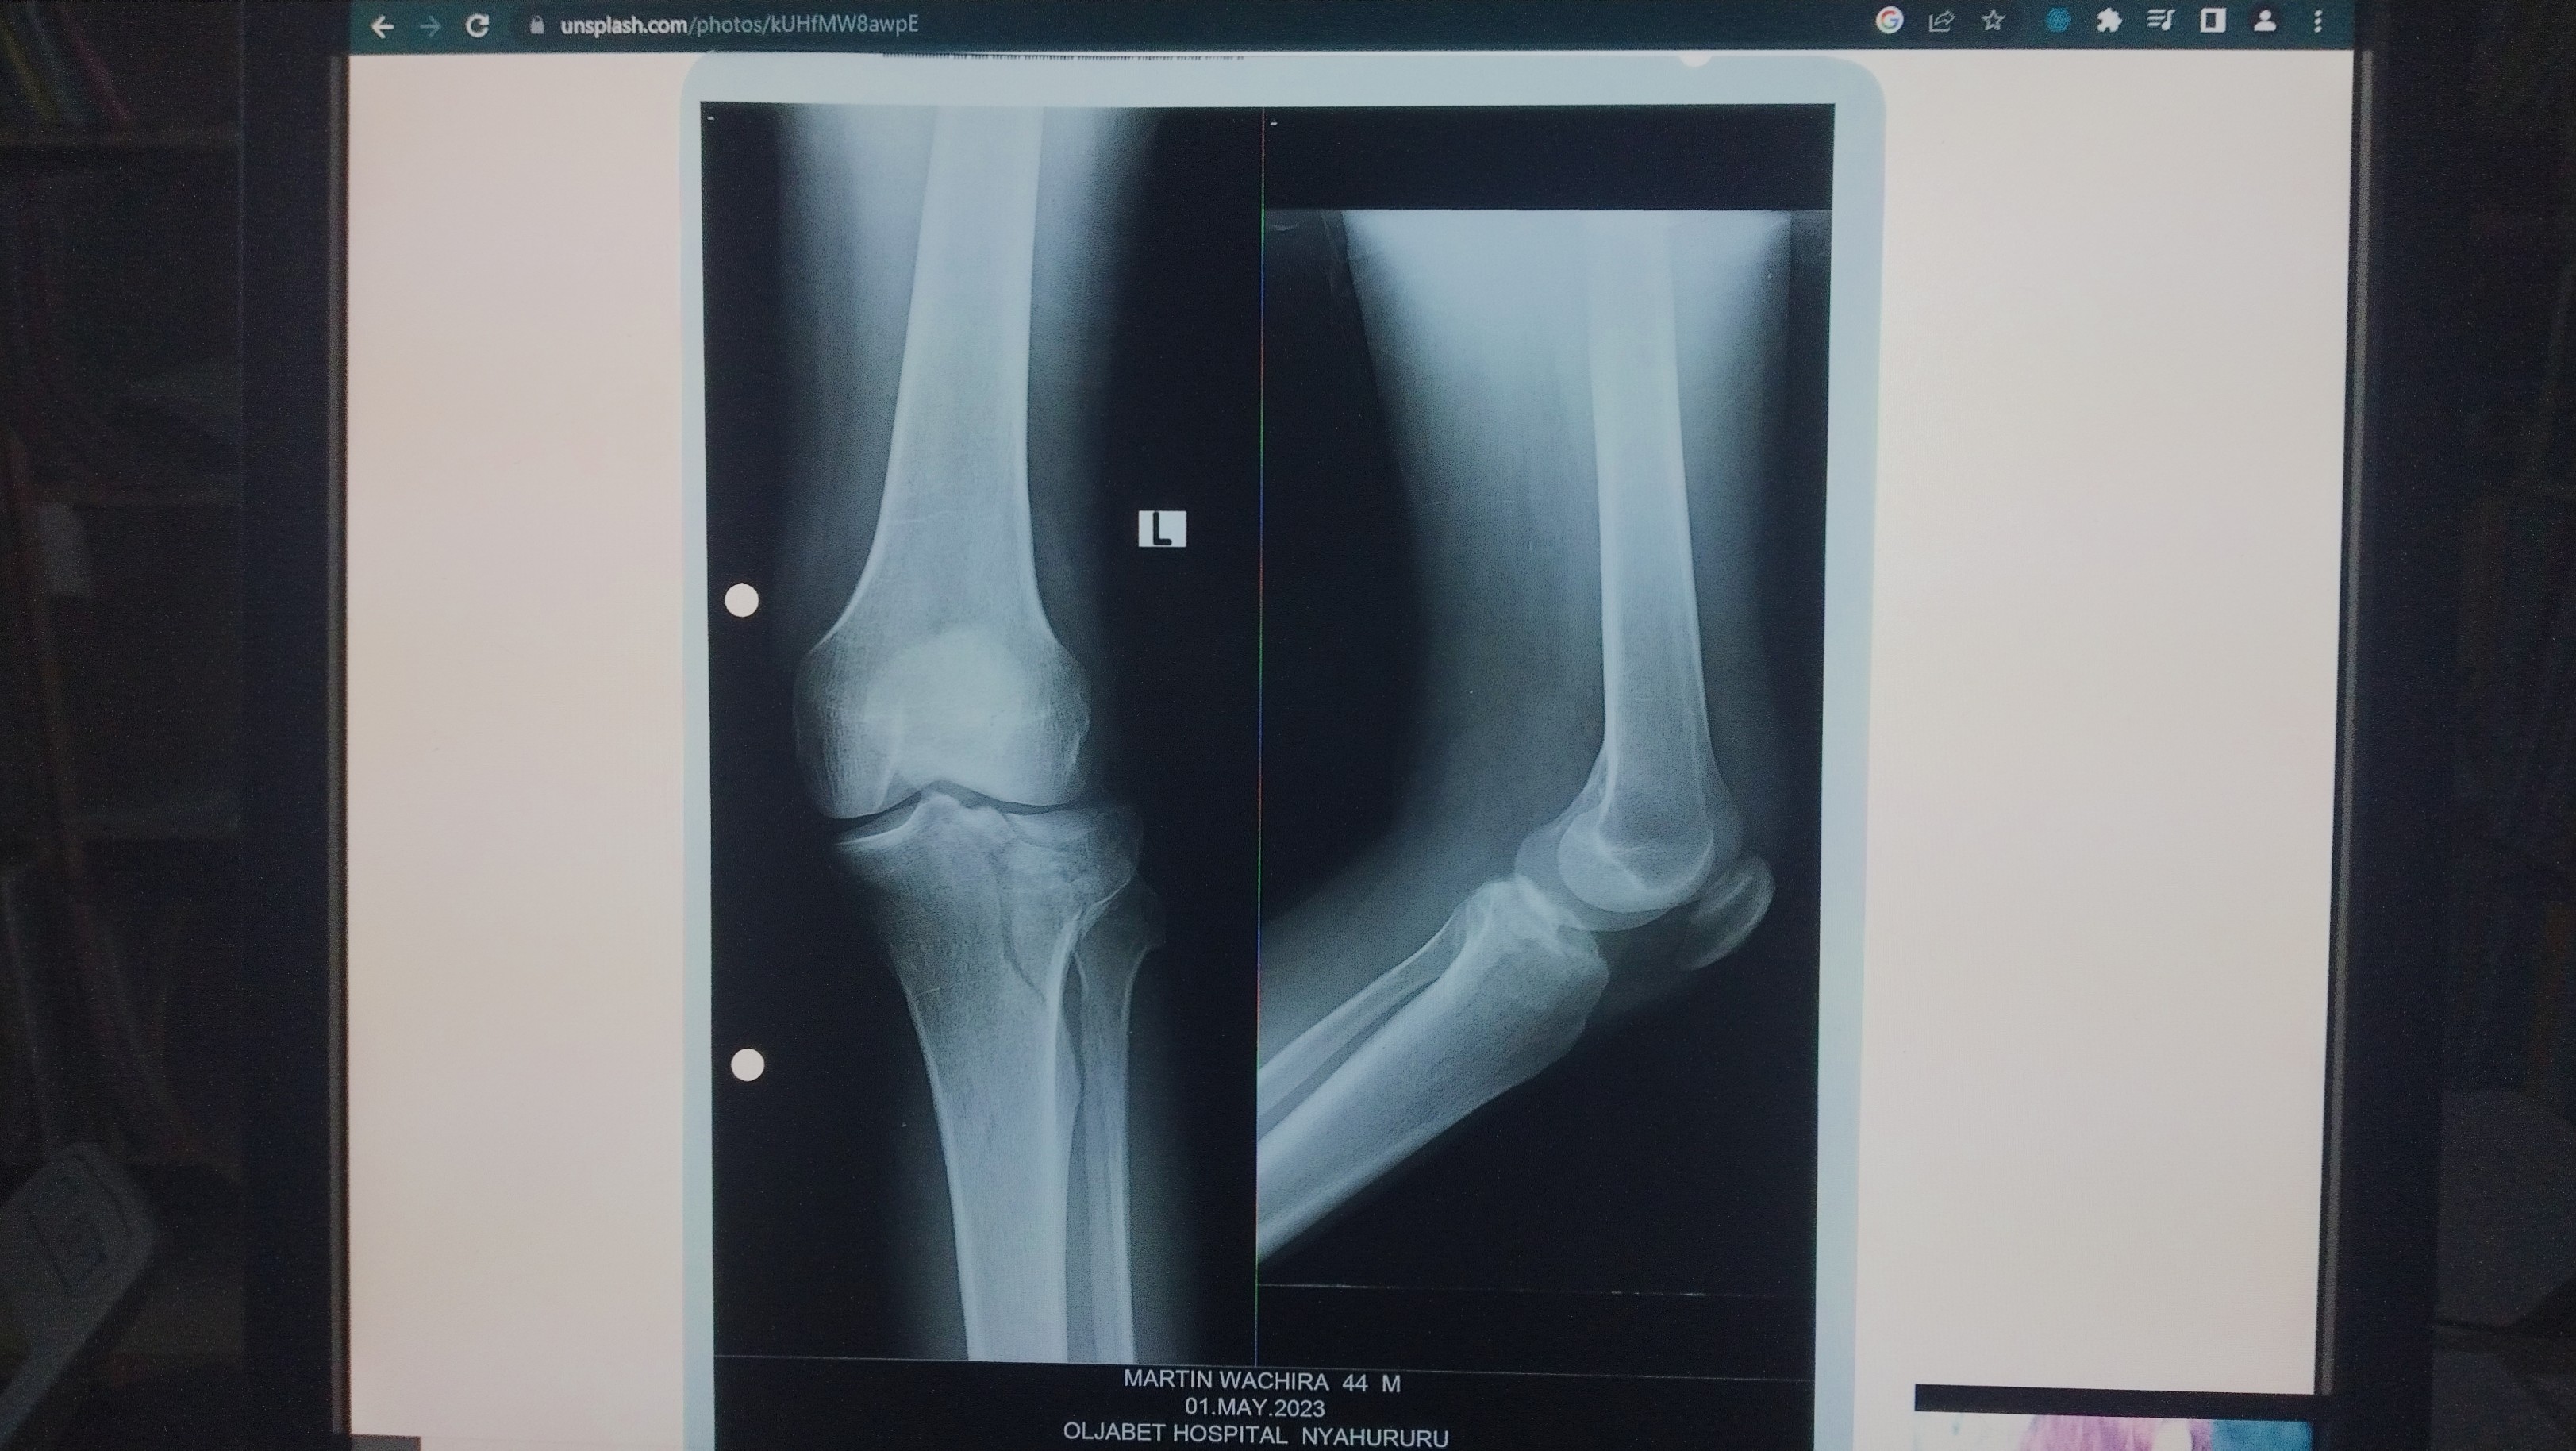 unsplash.com/photos/kUHfMW8awpE
L
MARTIN WACHIRA 44 M
01.MAY.2023
OLJABET HOSPITAL NYAHURURU